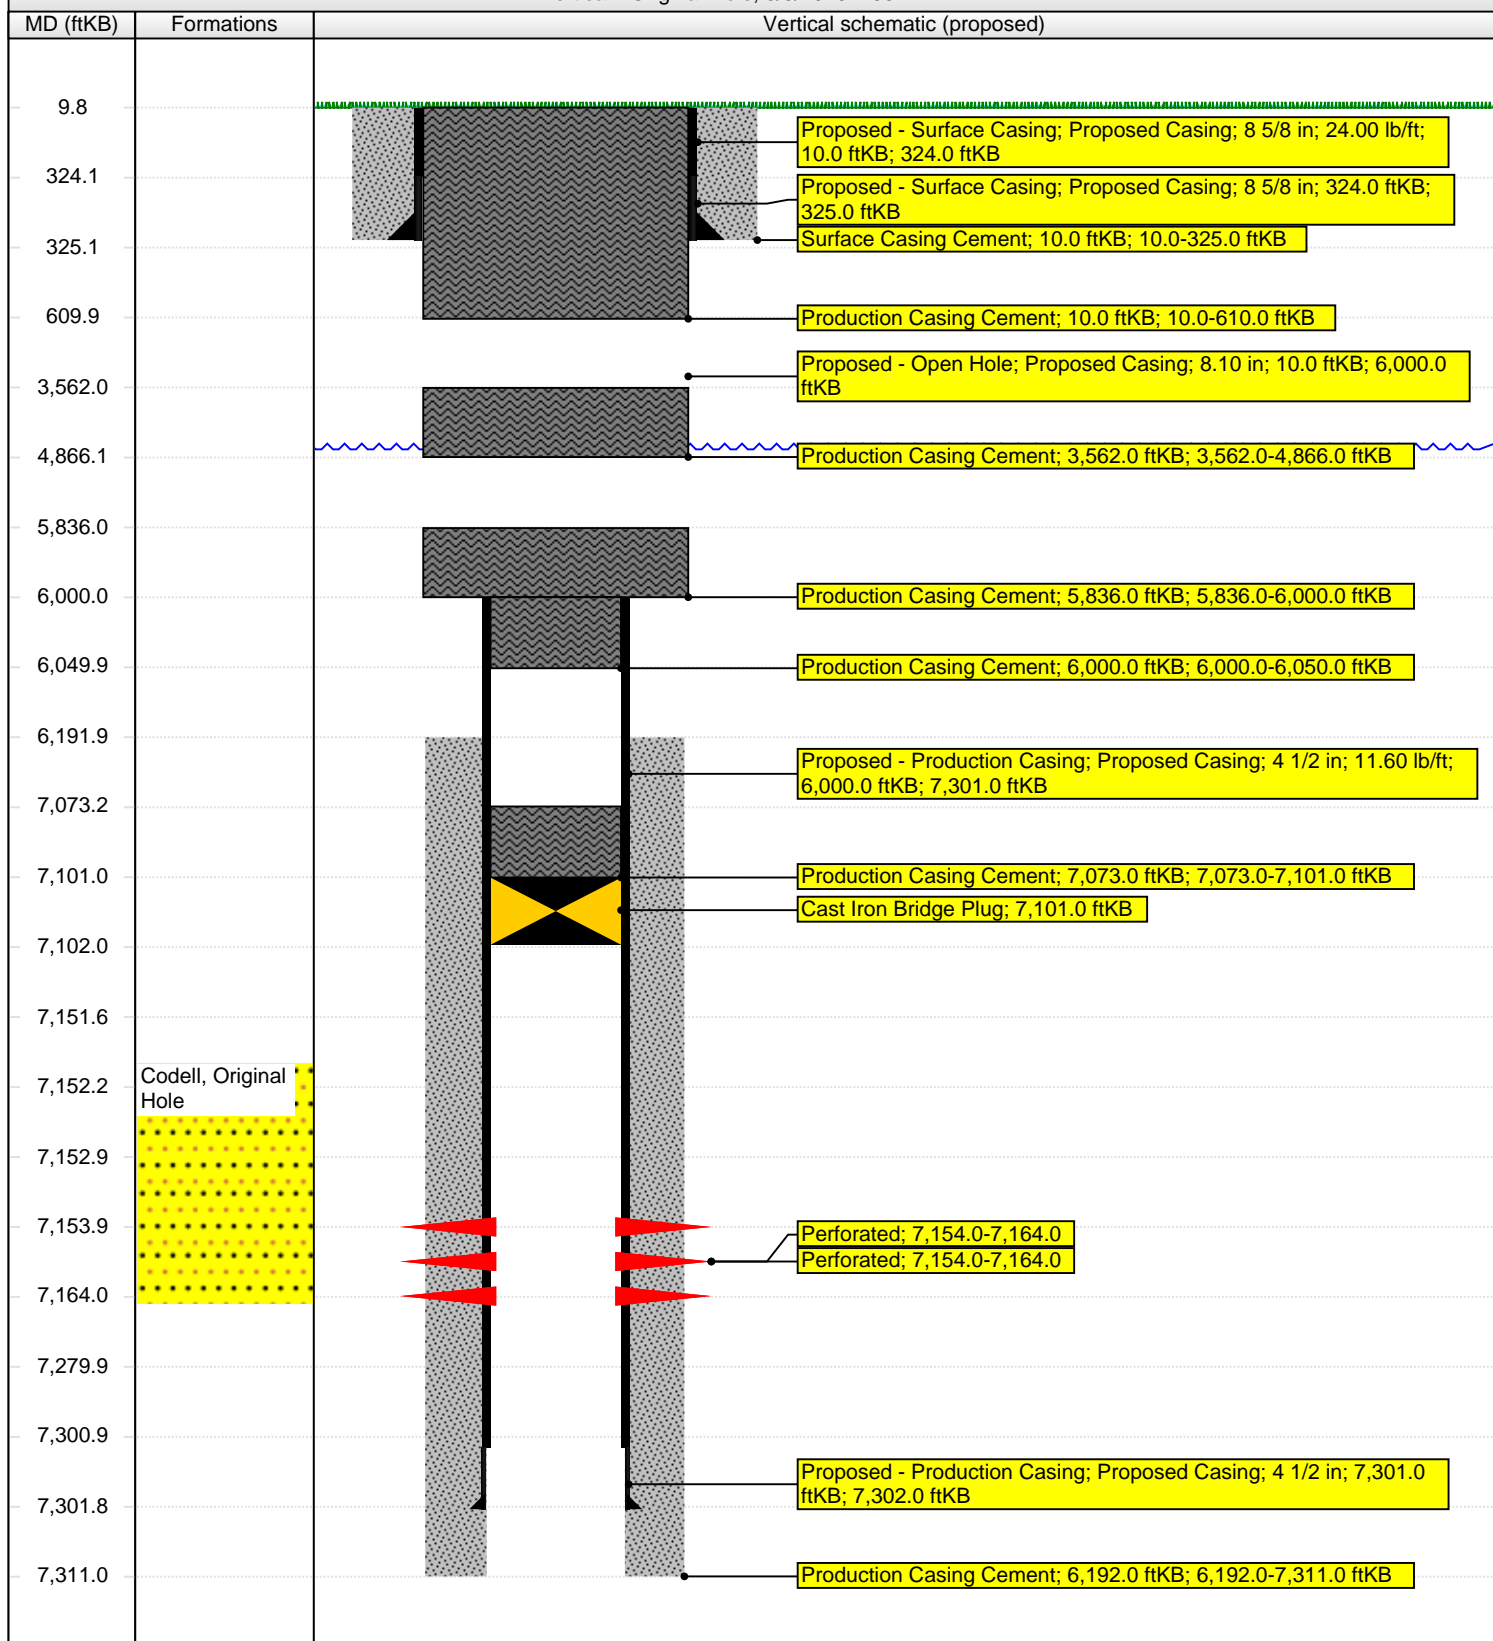 MD (ftKB) Formations Vertical schematic (proposed)
9.8
Proposed - Surface Casing; Proposed Casing; 8 5/8 in; 24.00 lb/ft;
10.0 ftKB; 324.0 ftKB
324.1
Proposed - Surface Casing; Proposed Casing; 8 5/8 in; 324.0 ftKB;
325.0 ftKB
Surface Casing Cement; 10.0 ftKB; 10.0-325.0 ftKB
325.1
609.9
Production Casing Cement; 10.0 ftKB; 10.0-610.0 ftKB
Proposed - Open Hole; Proposed Casing; 8.10 in; 10.0 ftKB; 6,000.0
ftKB
3,562.0
4,866.1
Production Casing Cement; 3,562.0 ftKB; 3,562.0-4,866.0 ftKB
5,836.0
6,000.0
Production Casing Cement; 5,836.0 ftKB; 5,836.0-6,000.0 ftKB
6,049.9
Production Casing Cement; 6,000.0 ftKB; 6,000.0-6,050.0 ftKB
6,191.9
Proposed - Production Casing; Proposed Casing; 4 1/2 in; 11.60 lb/ft;
6,000.0 ftKB; 7,301.0 ftKB
7,073.2
7,101.0
Production Casing Cement; 7,073.0 ftKB; 7,073.0-7,101.0 ftKB
Cast Iron Bridge Plug; 7,101.0 ftKB
7,102.0
7,151.6
Codell, Original
Hole
7,152.2
7,152.9
7,153.9
Perforated; 7,154.0-7,164.0
Perforated; 7,154.0-7,164.0
7,164.0
7,279.9
7,300.9
Proposed - Production Casing; Proposed Casing; 4 1/2 in; 7,301.0
ftKB; 7,302.0 ftKB
7,301.8
7,311.0
Production Casing Cement; 6,192.0 ftKB; 6,192.0-7,311.0 ftKB